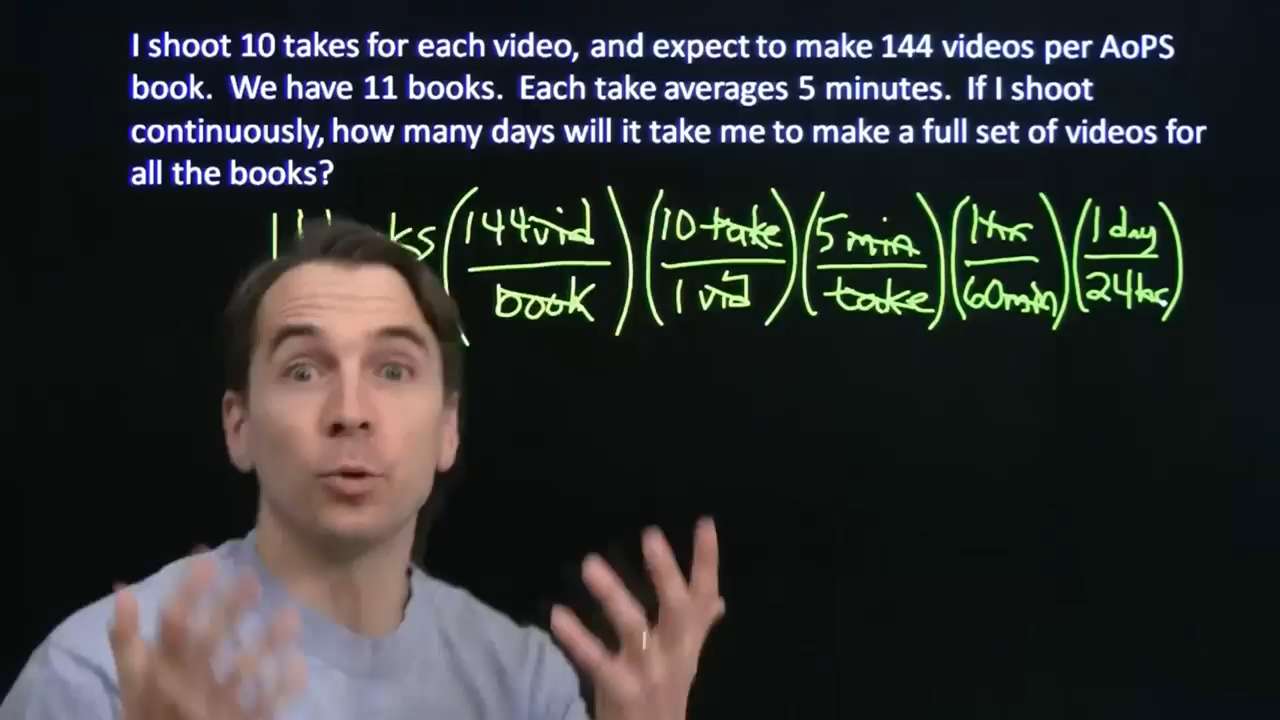 I shoot 10 takes for each video, and expect to make 144 videos per AoPS
book. We have 11 books. Each take averages 5 minutes. If I shoot
continuously, how many days will it take me to make a full set of videos for
all the books?
(144 vid / book) (10 take / 1 vid) (5 min / take) (1 hr / 60 min) (1 day / 24 hr)